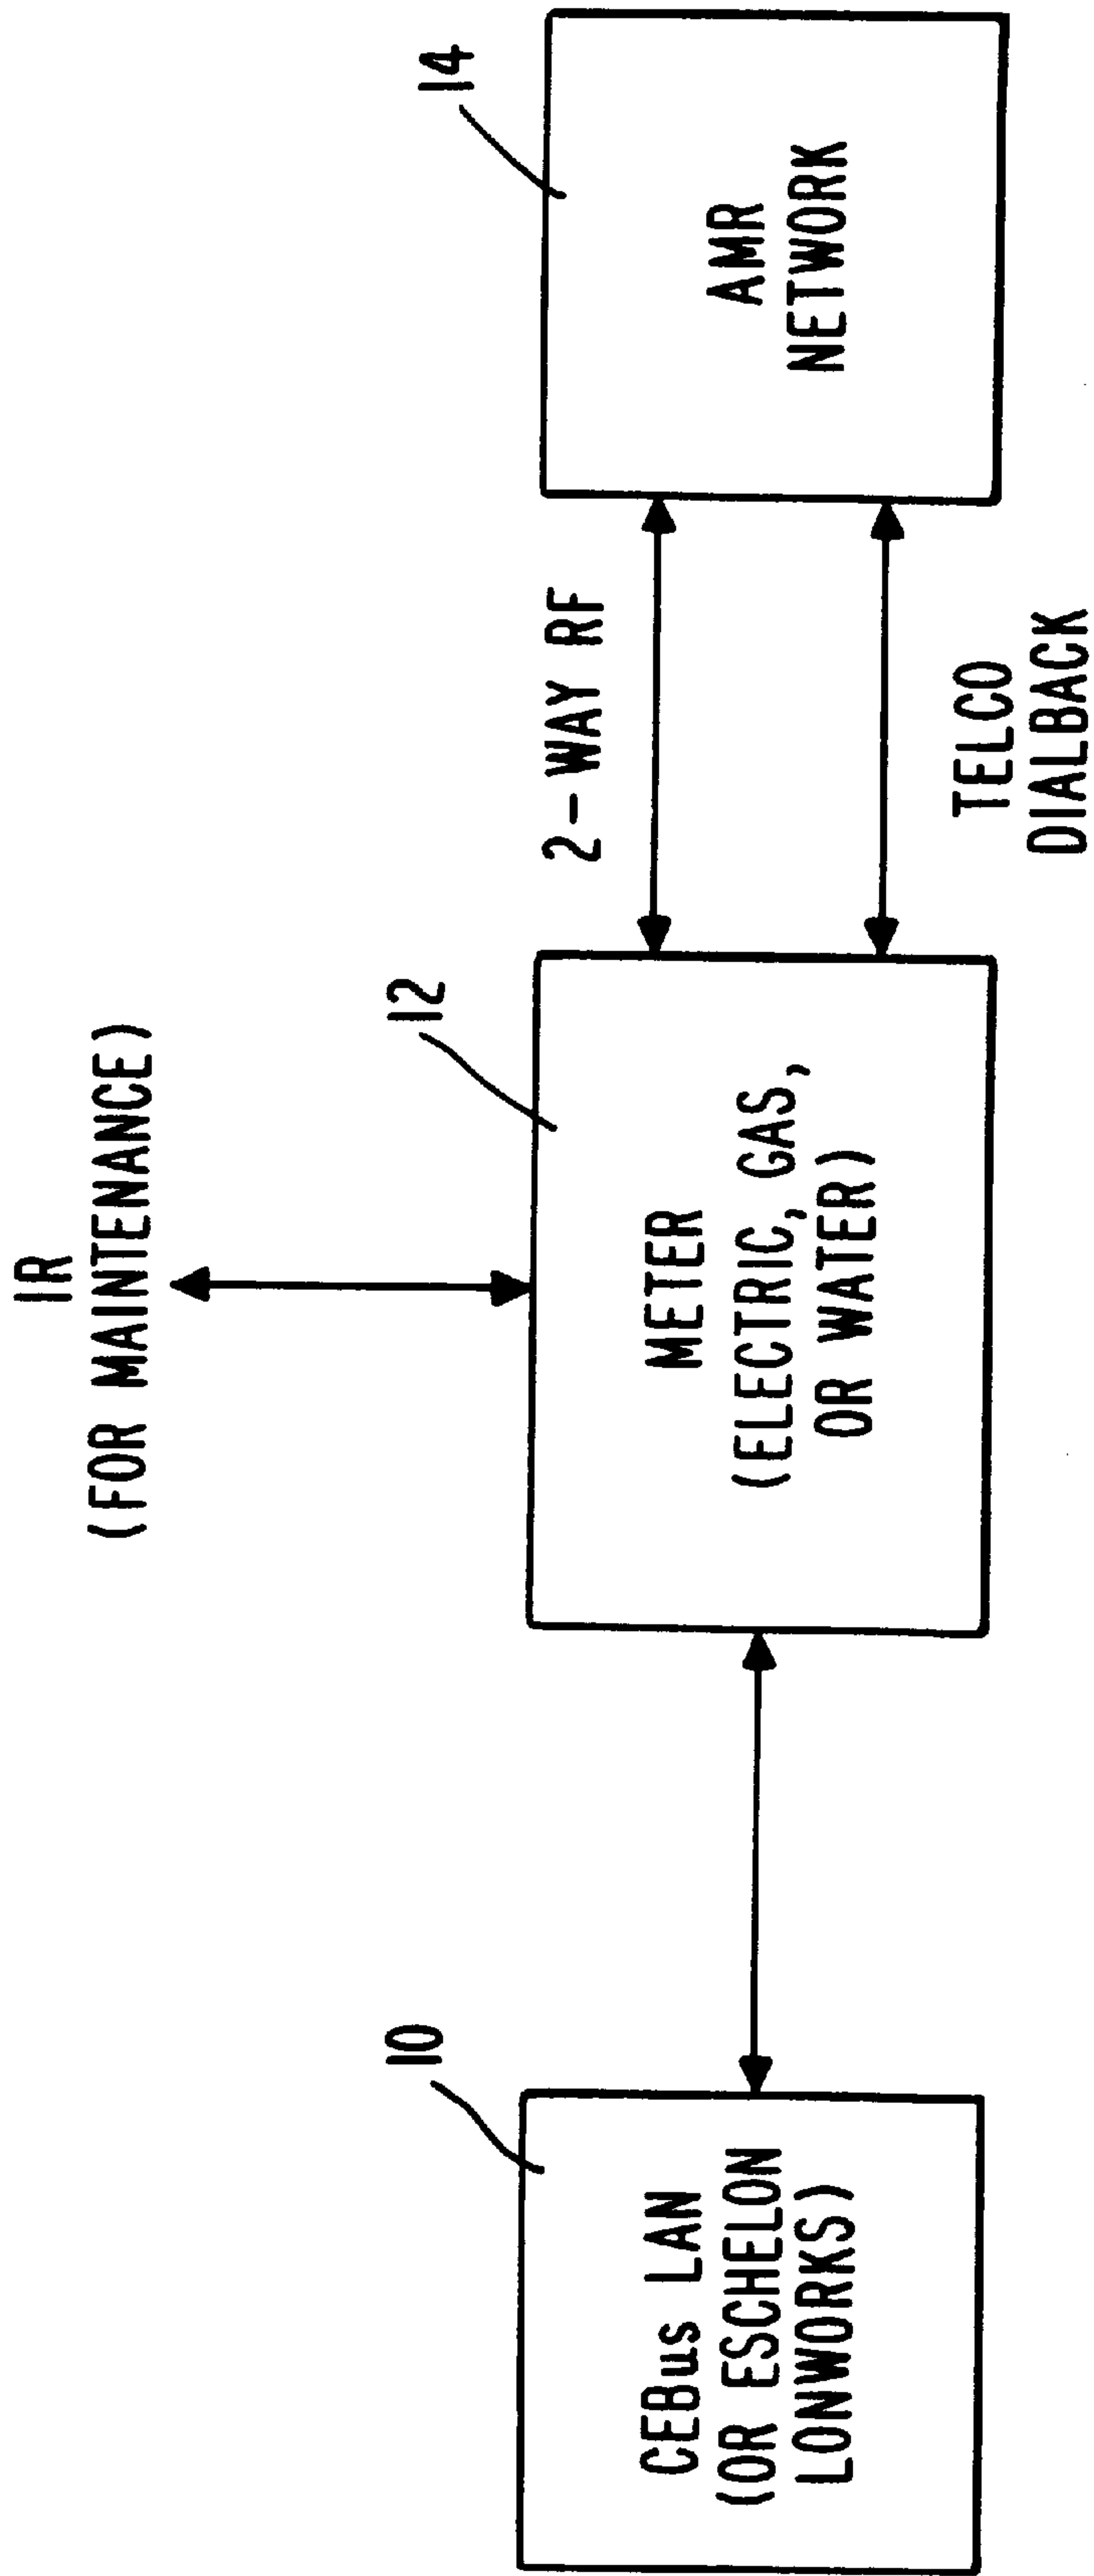 IR
(FOR MAINTENANCE)
10
CEBus LAN
(OR ESCHELON
LONWORKS)
12
METER
(ELECTRIC, GAS,
OR WATER)
2-WAY RF
TELCO
DIALBACK
14
AMR
NETWORK